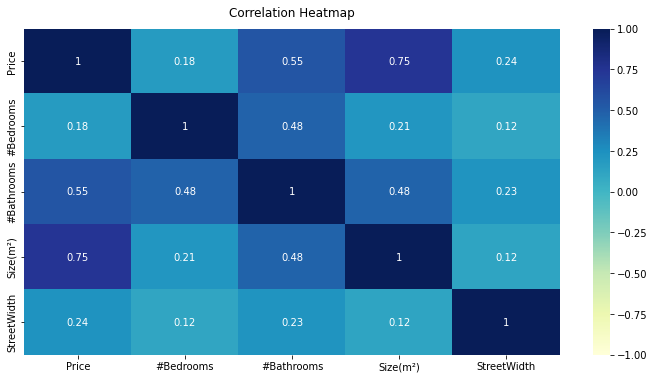 Correlation Heatmap
Price 1 0.18 0.55 0.75 0.24
#Bedrooms 0.18 1 0.48 0.21 0.12
#Bathrooms 0.55 0.48 1 0.48 0.23
Size(m²) 0.75 0.21 0.48 1 0.12
StreetWidth 0.24 0.12 0.23 0.12 1
Price #Bedrooms #Bathrooms Size(m²) StreetWidth
1.00
0.75
0.50
0.25
0.00
−0.25
−0.50
−0.75
−1.00